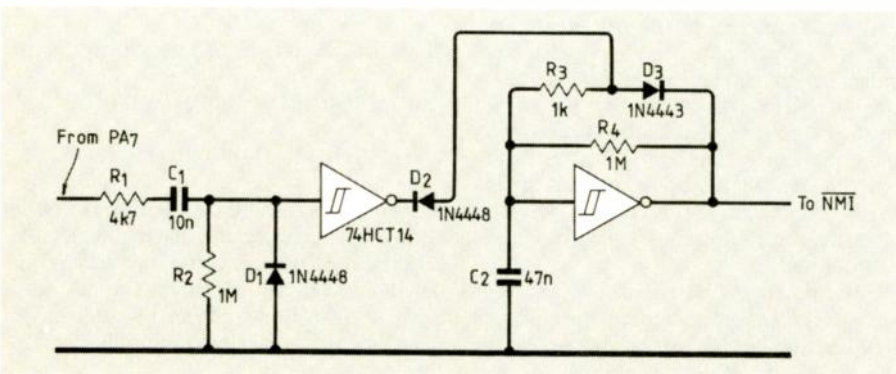 From PA7
R1
4k7
C1
10n
R2
1M
D1
1N4448
74HCT14
D2
1N4448
R3
1k
D3
1N4443
R4
1M
C2
47n
To NMI